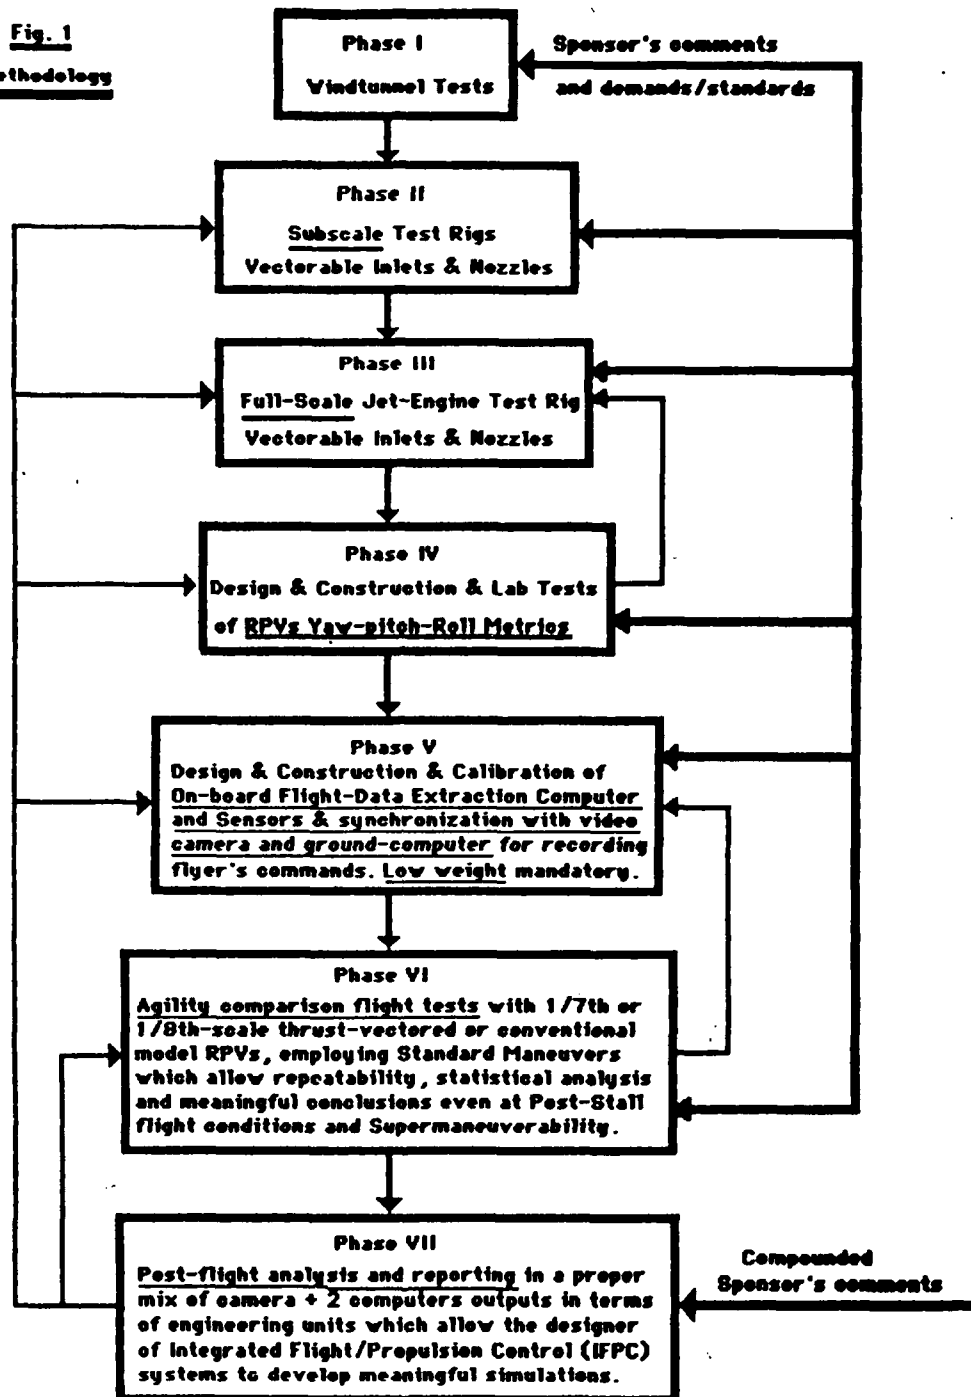 Fig. 1
rthodology
Phase I
Windtunnel Tests
Sponsor's comments
and demands/standards
Phase II
Subscale Test Rigs
Vectorable Inlets & Nozzles
Phase III
Full-Scale Jet-Engine Test Rig
Vectorable Inlets & Nozzles
Phase IV
Design & Construction & Lab Tests
of RPVs Yaw-pitch-Roll Metrics
Phase V
Design & Construction & Calibration of
On-board Flight-Data Extraction Computer
and Sensors & synchronization with video
camera and ground-computer for recording
flyer's commands. Low weight mandatory.
Phase VI
Agility comparison flight tests with 1/7th or
1/8th-scale thrust-vectored or conventional
model RPVs, employing Standard Maneuvers
which allow repeatability, statistical analysis
and meaningful conclusions even at Post-Stall
flight conditions and Supermaneuverability.
Phase VII
Post-flight analysis and reporting in a proper
mix of camera + 2 computers outputs in terms
of engineering units which allow the designer
of Integrated Flight/Propulsion Control (IFPC)
systems to develop meaningful simulations.
Compounded
Sponsor's comments